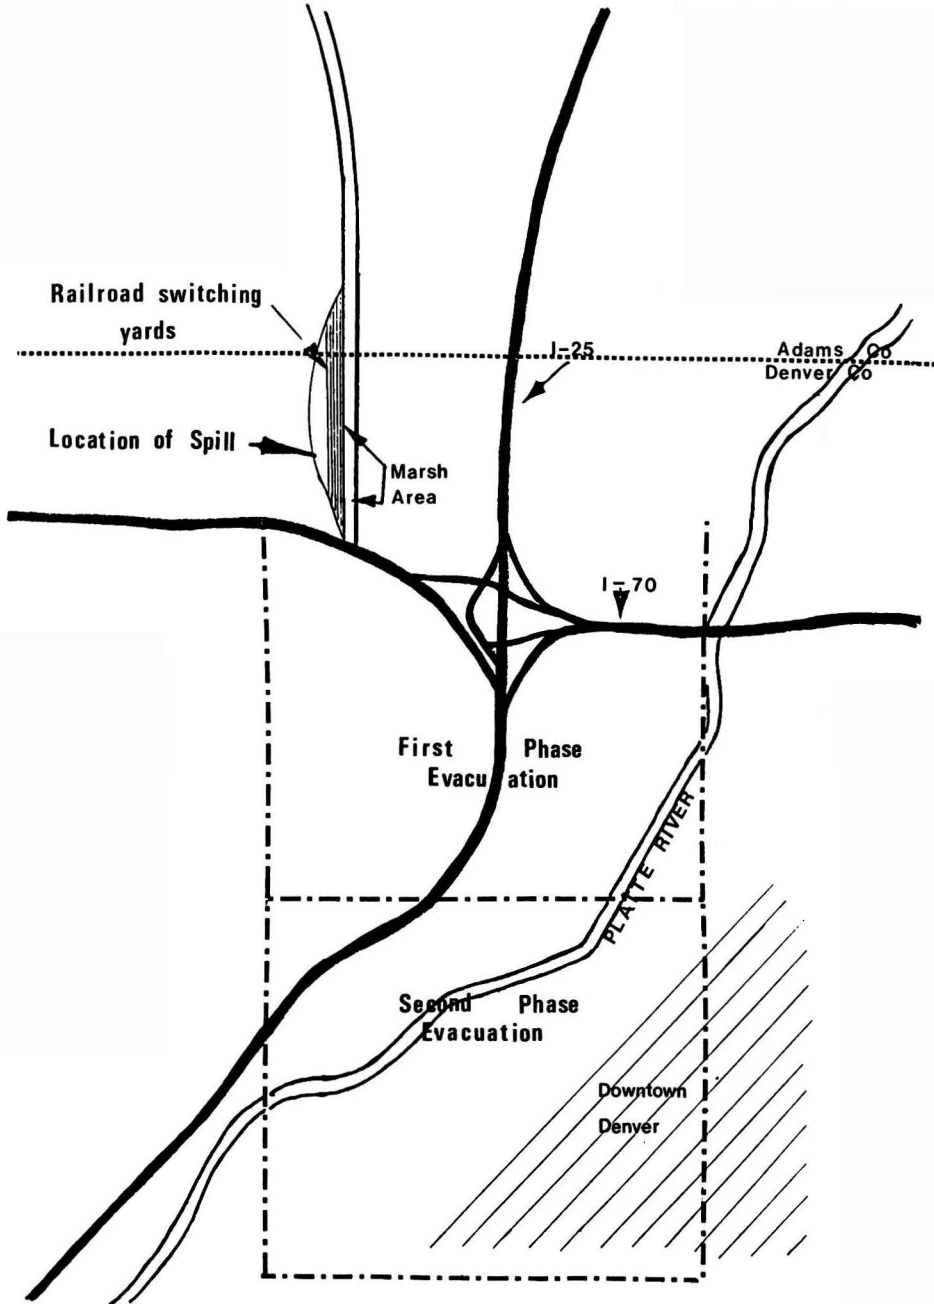 Railroad switching
yards
I-25
Adams Co
Denver Co
Location of Spill
Marsh
Area
I-70
First Phase
Evacuation
PLATTE RIVER
Second Phase
Evacuation
Downtown
Denver